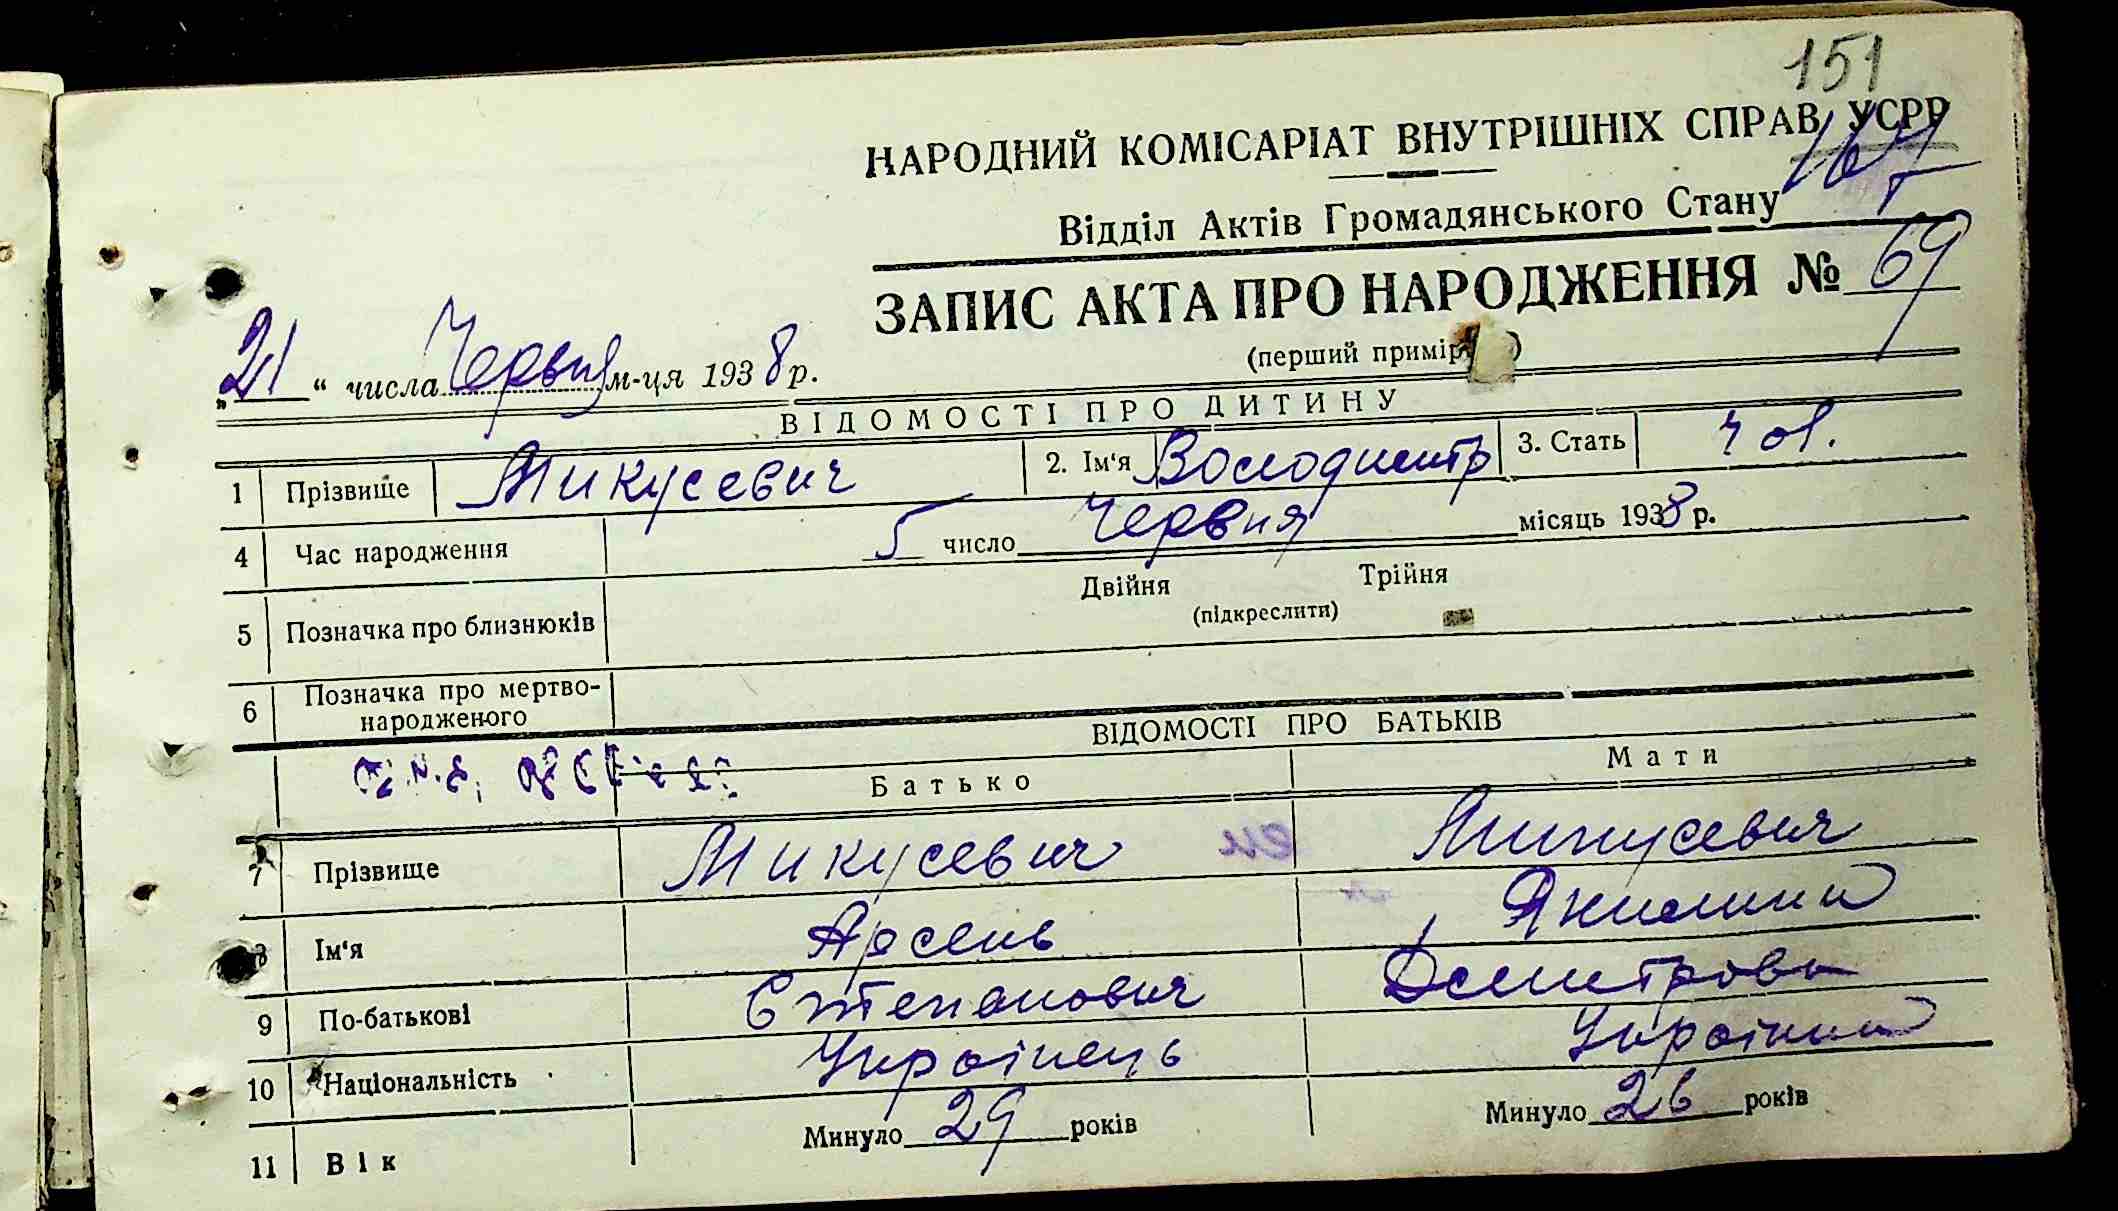 151
НАРОДНИЙ КОМІСАРІАТ ВНУТРІШНІХ СПРАВ УСРР
Відділ Актів Громадянського Стану
ЗАПИС АКТА ПРО НАРОДЖЕННЯ № 69
(перший примір )
„21“ числа Червня м-ця 1938 р.
ВІДОМОСТІ ПРО ДИТИНУ
1 Прізвище Микусевич 2. Ім‘я Володимир 3. Стать чол.
4 Час народження 5 число Червня місяць 1938 р.
5 Позначка про близнюків Двійня Трійня
(підкреслити)
6 Позначка про мертво-
народженого
ВІДОМОСТІ ПРО БАТЬКІВ
Батько Мати
7 Прізвище Микусевич Микусевич
8 Ім‘я Арсень
9 По-батькові Степанович Дмитрова
10 Національність Українець Українка
11 Вік Минуло 29 років Минуло 26 років